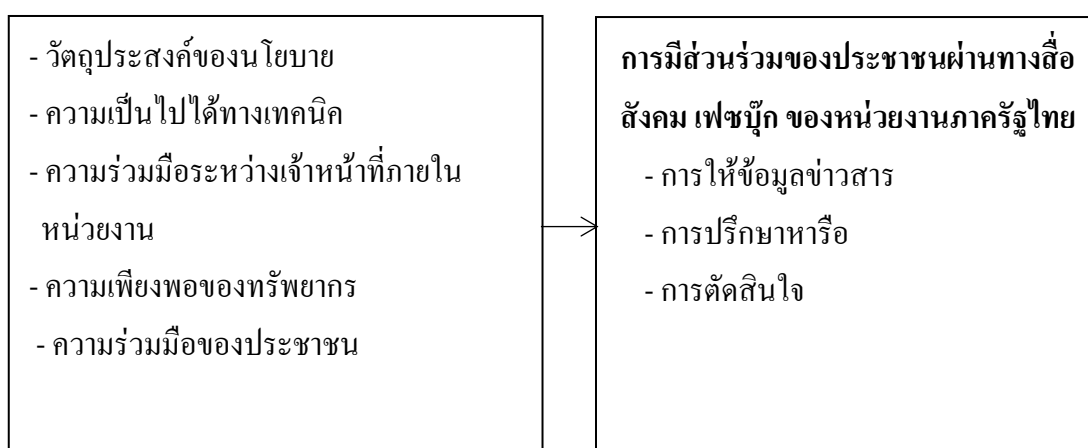 - วัตถุประสงค์ของนโยบาย
- ความเป็นไปได้ทางเทคนิค
- ความร่วมมือระหว่างเจ้าหน้าที่ภายใน
หน่วยงาน
- ความเพียงพอของทรัพยากร
- ความร่วมมือของประชาชน
การมีส่วนร่วมของประชาชนผ่านทางสื่อ
สังคม เฟซบุ๊ก ของหน่วยงานภาครัฐไทย
- การให้ข้อมูลข่าวสาร
- การปรึกษาหารือ
- การตัดสินใจ